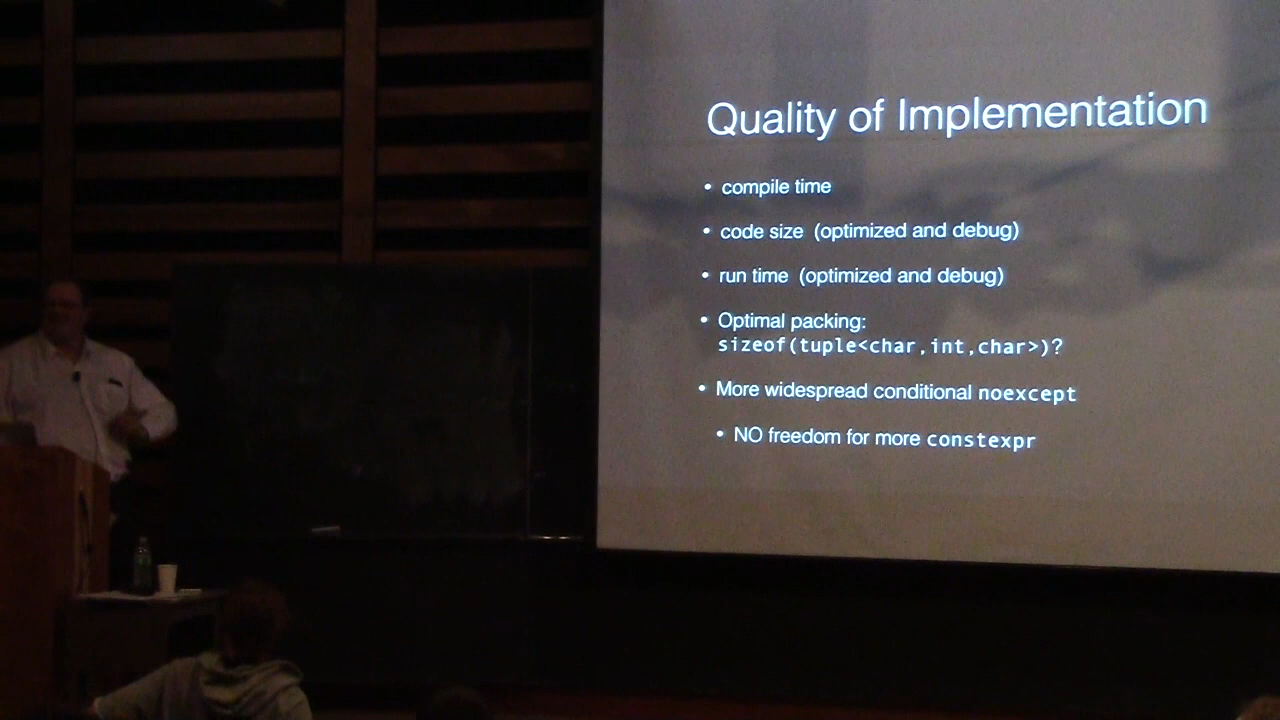 Quality of Implementation
• compile time
• code size (optimized and debug)
• run time (optimized and debug)
• Optimal packing:
sizeof(tuple<char,int,char>)?
• More widespread conditional noexcept
• NO freedom for more constexpr